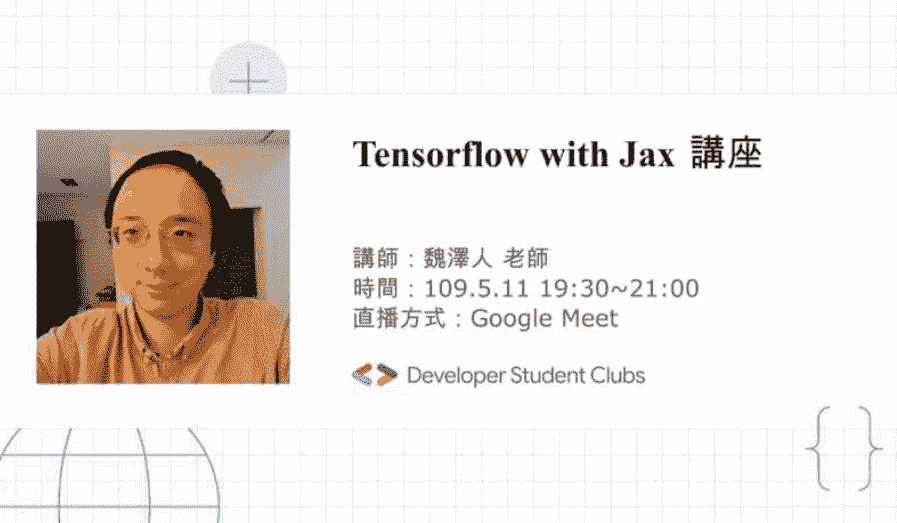 Tensorflow with Jax 講座
講師：魏澤人 老師
時間：109.5.11 19:30~21:00
直播方式：Google Meet
Developer Student Clubs